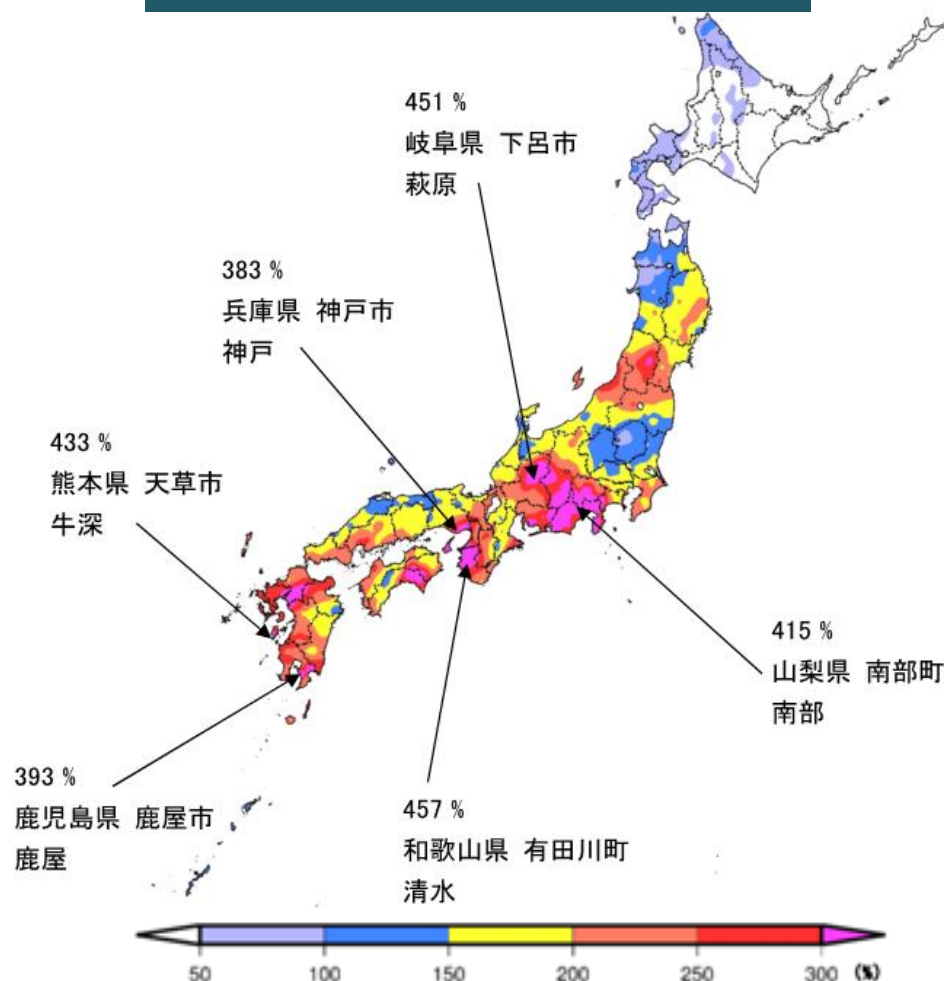 451 %
岐阜県 下呂市
萩原
383 %
兵庫県 神戸市
神戸
433 %
熊本県 天草市
牛深
415 %
山梨県 南部町
南部
393 %
鹿児島県 鹿屋市
鹿屋
457 %
和歌山県 有田川町
清水
50 100 150 200 250 300 (%)